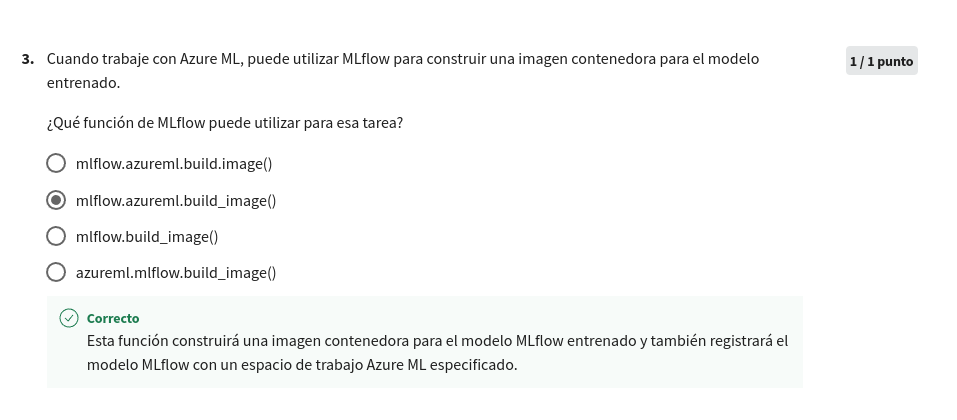 3. Cuando trabaje con Azure ML, puede utilizar MLflow para construir una imagen contenedora para el modelo
entrenado.
1 / 1 punto
¿Qué función de MLflow puede utilizar para esa tarea?
mlflow.azureml.build.image()
mlflow.azureml.build_image()
mlflow.build_image()
azureml.mlflow.build_image()
Correcto
Esta función construirá una imagen contenedora para el modelo MLflow entrenado y también registrará el
modelo MLflow con un espacio de trabajo Azure ML especificado.